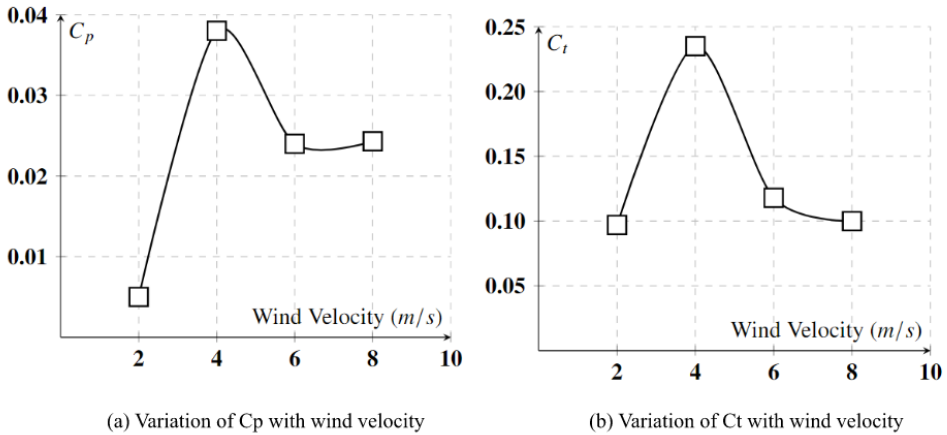 0.04
C_p
0.03
0.02
0.01
Wind Velocity (m/s)
2 4 6 8 10
(a) Variation of Cp with wind velocity
0.25
C_t
0.20
0.15
0.10
0.05
Wind Velocity (m/s)
2 4 6 8 10
(b) Variation of Ct with wind velocity